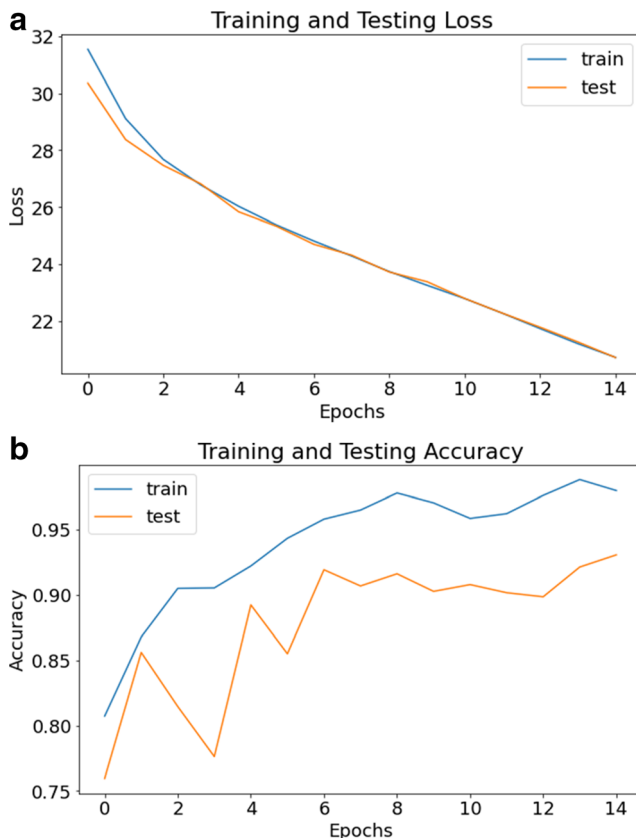 a
Training and Testing Loss
32
30
28
26
24
22
Loss
train
test
0 2 4 6 8 10 12 14
Epochs
b
Training and Testing Accuracy
train
test
0.95
0.90
0.85
0.80
0.75
Accuracy
0 2 4 6 8 10 12 14
Epochs